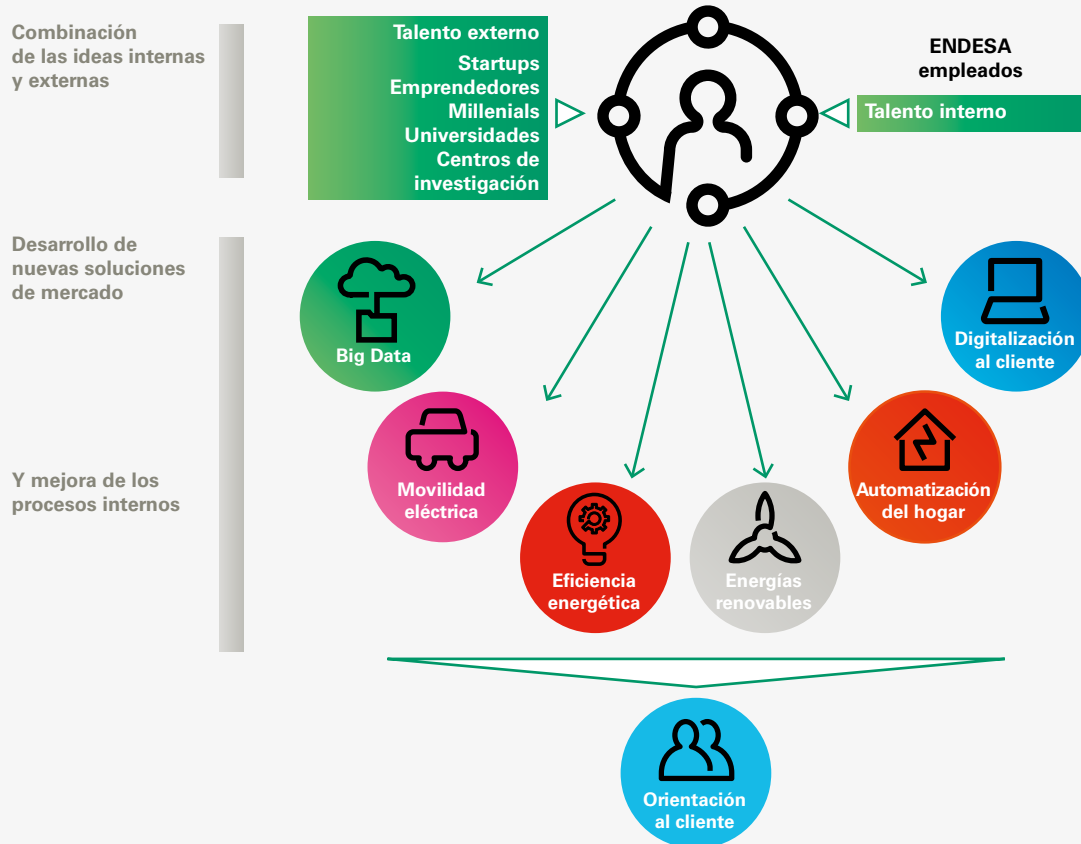 Combinación
de las ideas internas
y externas
Talento externo
Startups
Emprendedores
Millenials
Universidades
Centros de
investigación
ENDESA
empleados
Talento interno
Desarrollo de
nuevas soluciones
de mercado
Big Data
Digitalización
al cliente
Y mejora de los
procesos internos
Movilidad
eléctrica
Automatización
del hogar
Eficiencia
energética
Energías
renovables
Orientación
al cliente